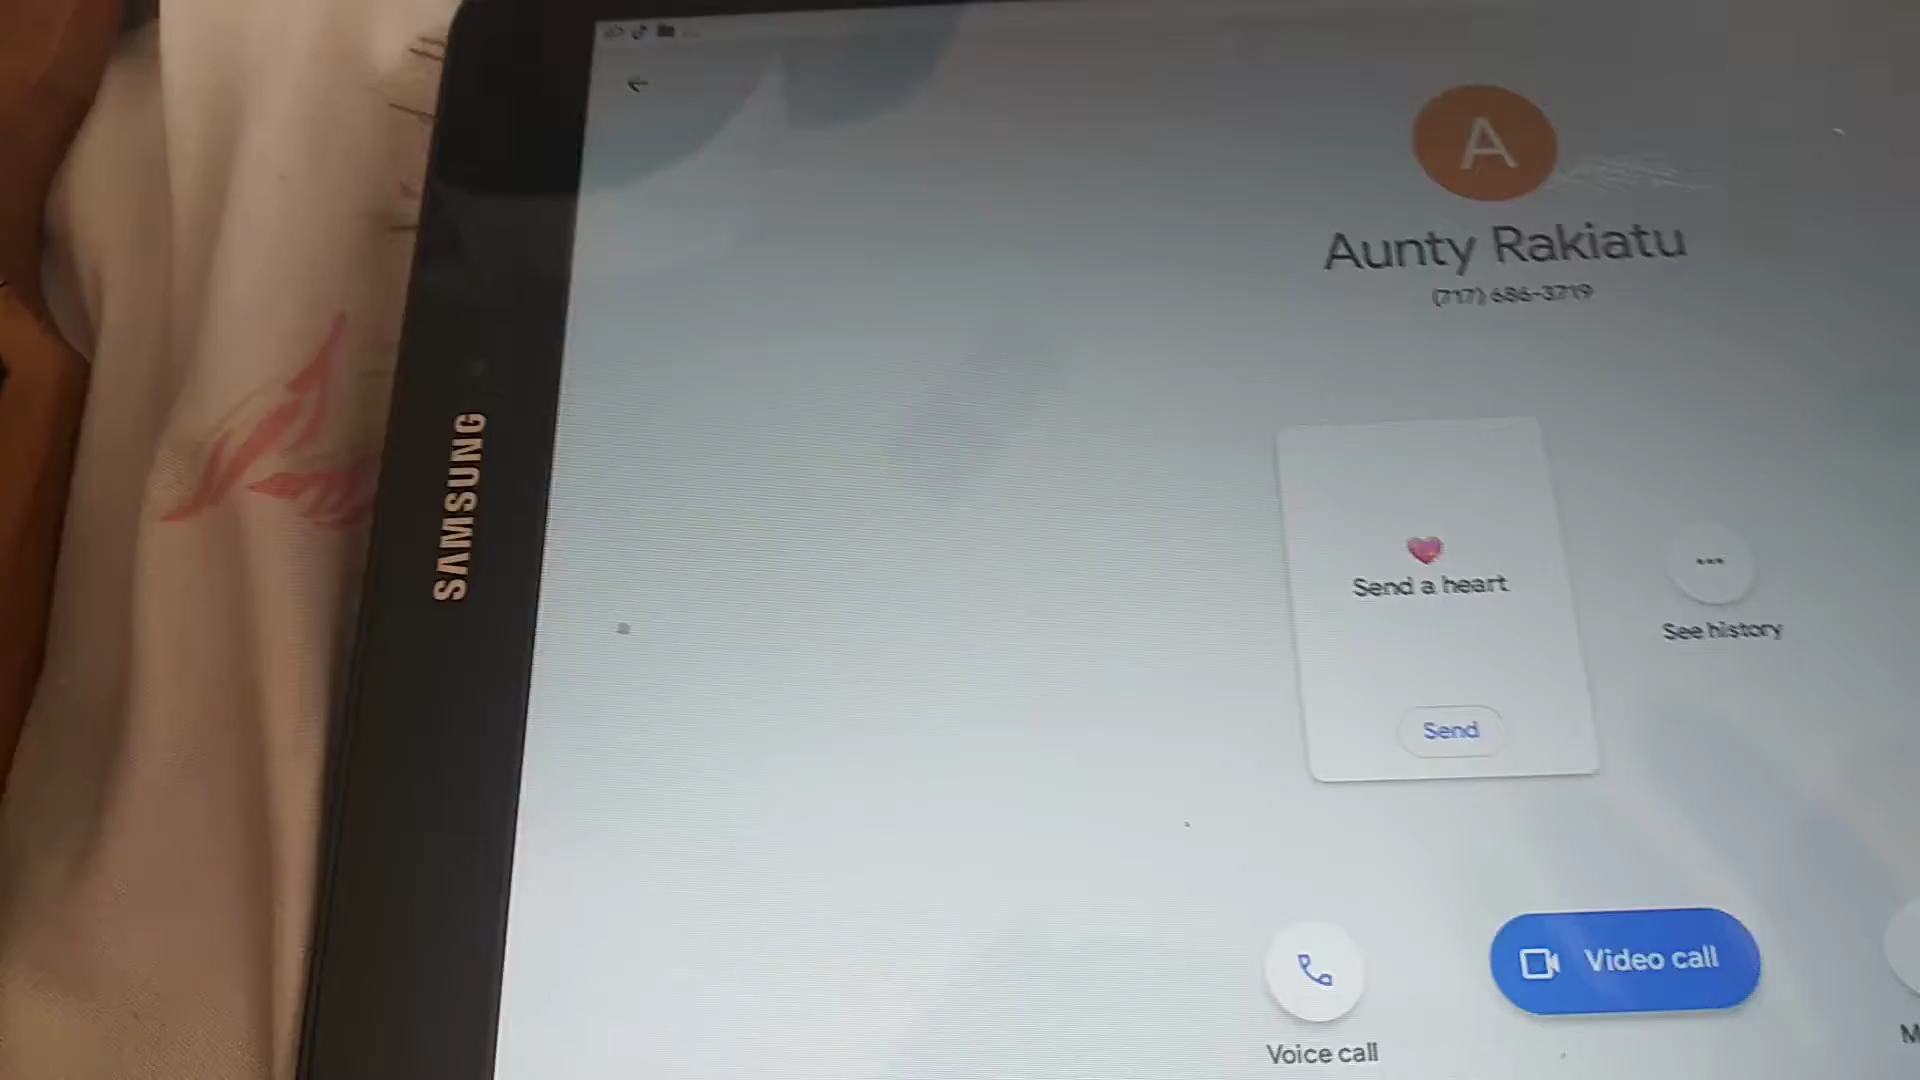 A
Aunty Rakiatu
(717) 686-3719
SAMSUNG
Send a heart
See history
Send
Video call
Voice call
M